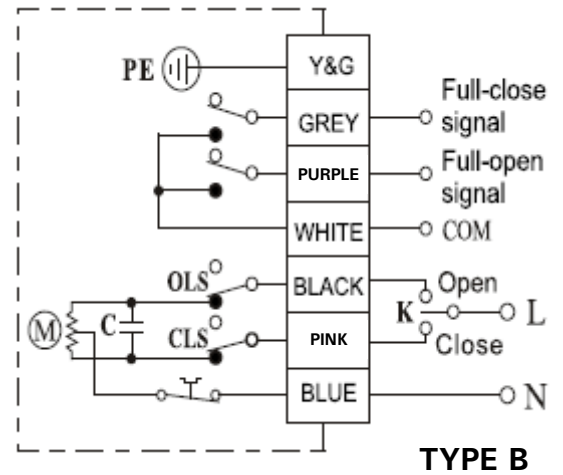 PE
Y&G
Full-close
signal
GREY
Full-open
signal
PURPLE
WHITE
COM
OLS
BLACK
Open
K
L
M
C
CLS
PINK
Close
BLUE
N
TYPE B